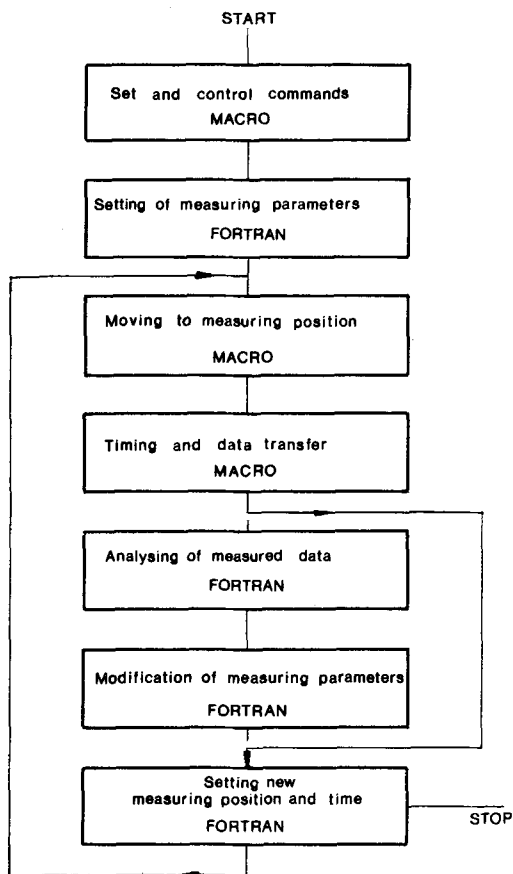 START
Set and control commands
MACRO
Setting of measuring parameters
FORTRAN
Moving to measuring position
MACRO
Timing and data transfer
MACRO
Analysing of measured data
FORTRAN
Modification of measuring parameters
FORTRAN
Setting new
measuring position and time
FORTRAN
STOP